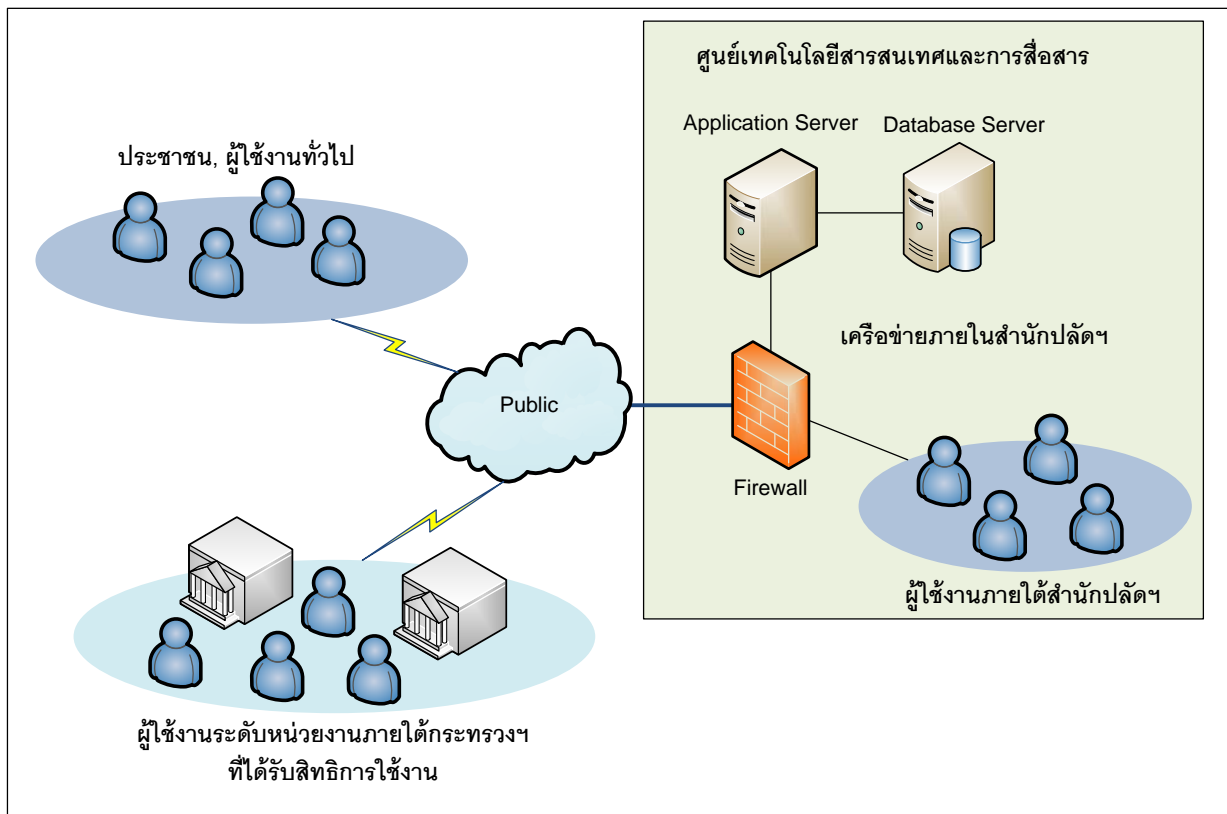 ศูนย์เทคโนโลยีสารสนเทศและการสื่อสาร
Application Server
Database Server
ประชาชน, ผู้ใช้งานทั่วไป
เครือข่ายภายในสำนักปลัดฯ
Public
Firewall
ผู้ใช้งานภายใต้สำนักปลัดฯ
ผู้ใช้งานระดับหน่วยงานภายใต้กระทรวงฯ
ที่ได้รับสิทธิการใช้งาน